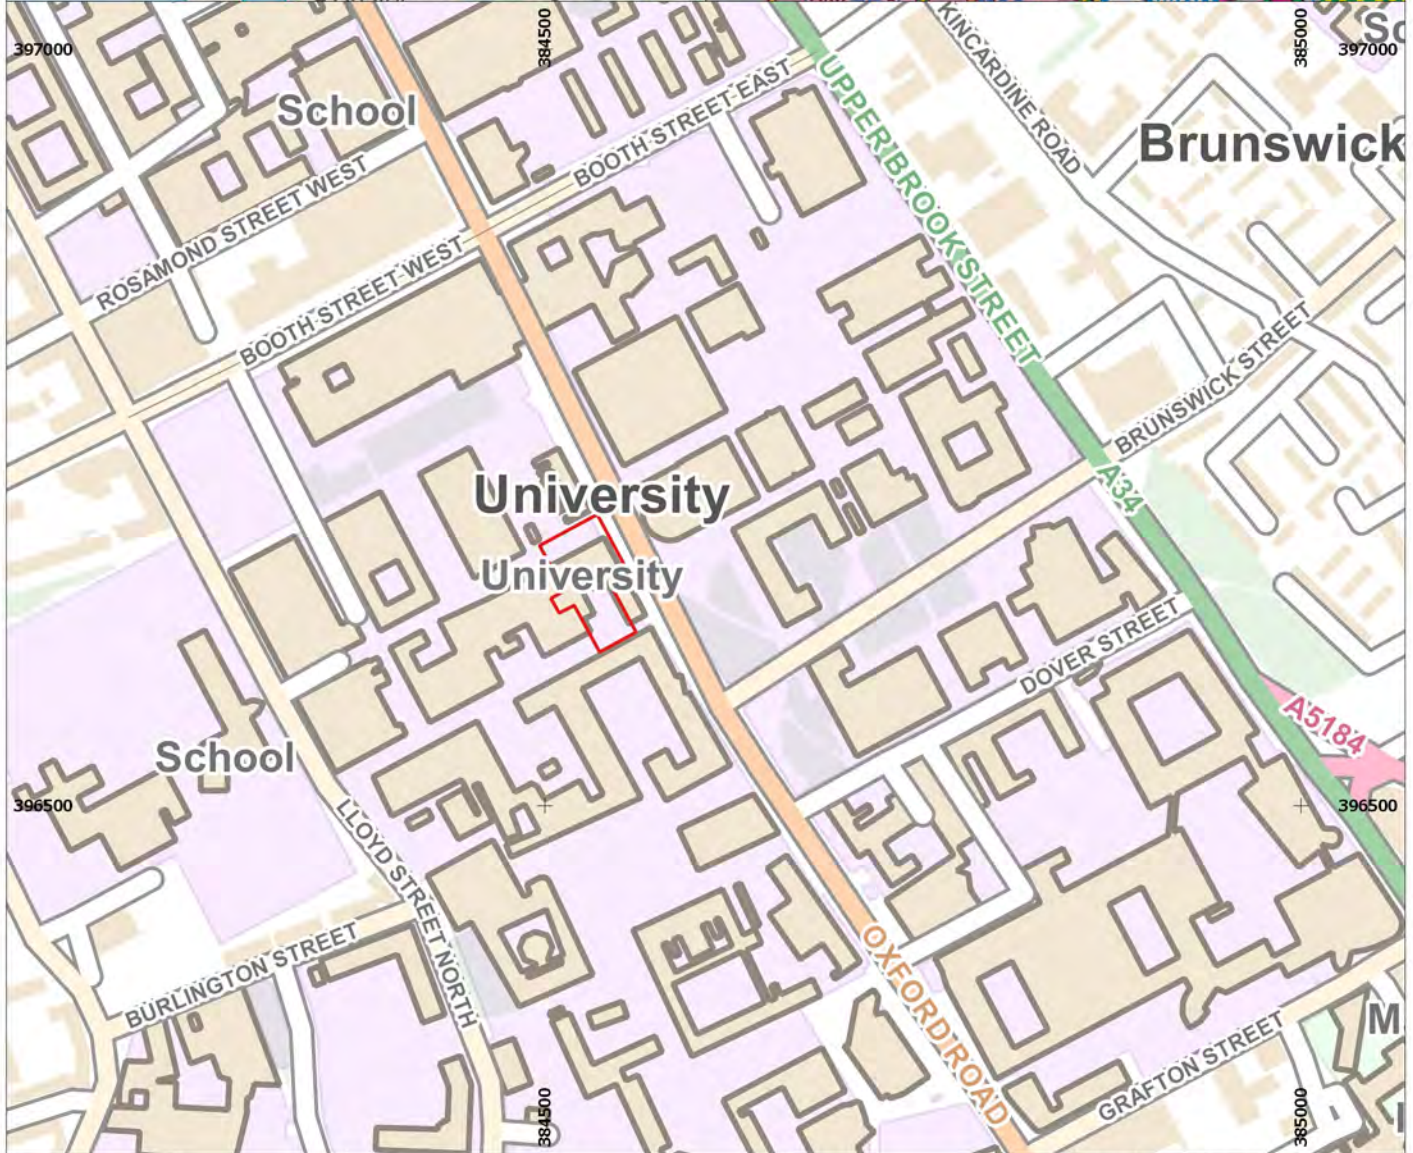 384500
385000
397000
Sc
397000
KINCARDINE ROAD
School
BOOTH STREET EAST
UPPER BROOK STREET
Brunswick
ROSAMOND STREET WEST
BOOTH STREET WEST
BRUNSWICK STREET
University
A34
University
DOVER STREET
A5184
School
396500
396500
LLOYD STREET NORTH
BURLINGTON STREET
OXFORD ROAD
M
GRAFTON STREET
384500
385000